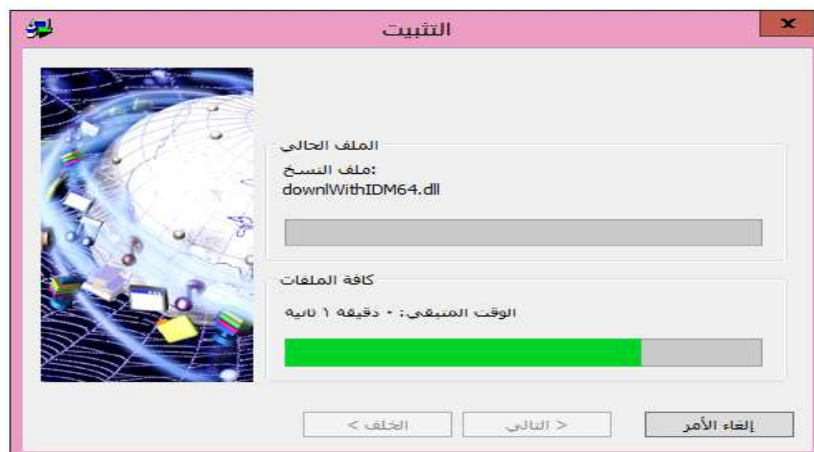 التثبيت
الملف الحالي
ملف النسخ:
downlWithIDM64.dll
كافة الملفات
الوقت المتبقي: ٠ دقيقة ١ ثانية
الخلف >
< التالي
إلغاء الأمر